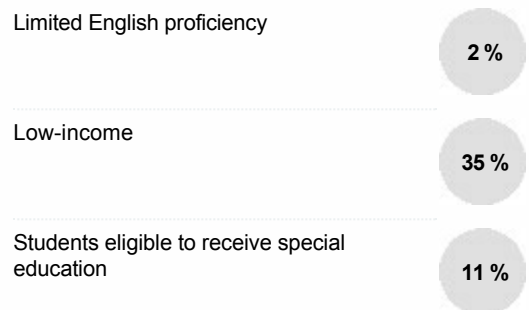 Limited English proficiency
2 %
Low-income
35 %
Students eligible to receive special
education
11 %